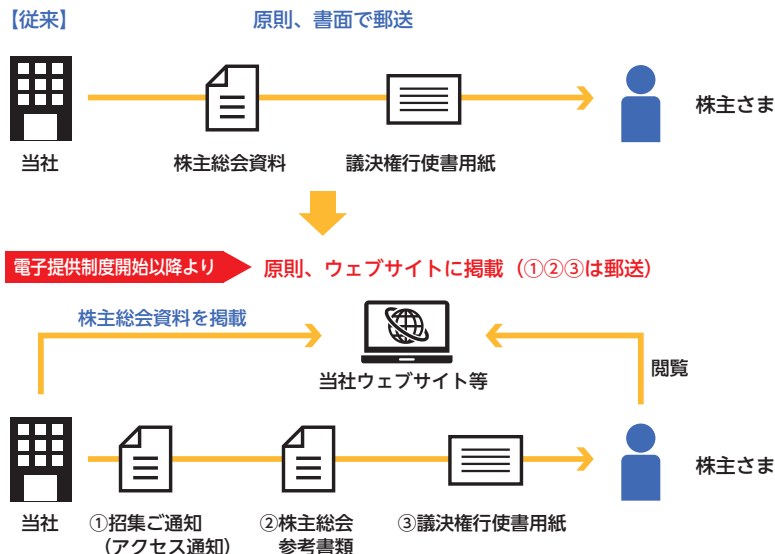 【従来】
原則、書面で郵送
株主さま
当社
株主総会資料
議決権行使書用紙
電子提供制度開始以降より
原則、ウェブサイトに掲載（①②③は郵送）
株主総会資料を掲載
当社ウェブサイト等
閲覧
株主さま
当社
①招集ご通知
（アクセス通知）
②株主総会
参考書類
③議決権行使書用紙